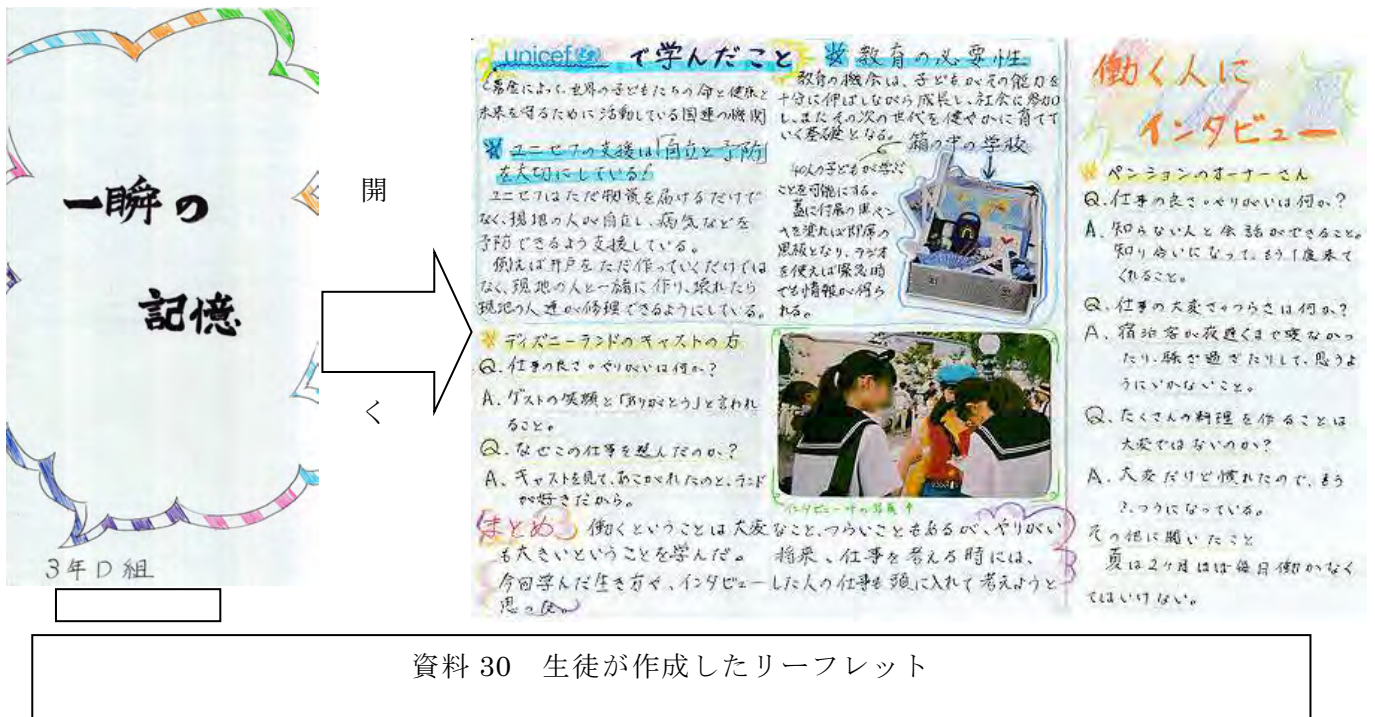 一瞬の
記憶
3年D組
開
く
unicef で学んだこと
募金によって、世界の子どもたちの命と健康と
未来を守るために活動している国連の機関
ユニセフの支援は「自立と予防」
を大切にしている!
ユニセフはただ物資を届けるだけで
なく、現地の人が自立し、病気などを
予防できるよう支援している。
例えば井戸をただ作っていくだけでは
なく、現地の人と一緒に作り、壊れたら
現地の人達が修理できるようにしている。
教育の必要性
教育の機会は、子どもがその能力を
十分に伸ばしながら成長し、社会に参加
し、またその次の世代を健やかに育てて
いく基礎となる。
箱の中の学校
40人の子どもが学ぶ
ことを可能にする。
蓋に付属の黒ペン
キを塗れば即席の
黒板となり、ラジオ
を使えば緊急時
でも情報が得ら
れる。
ディズニーランドのキャストの方
Q.仕事の良さ・やりがいは何か?
A.ゲストの笑顔と「ありがとう」と言われ
ること。
Q.なぜこの仕事を選んだのか?
A.キャストを見て、あこがれたのと、ランド
が好きだから。
インタビュー中の写真↑
まとめ 働くということは大変なこと、つらいこともあるが、やりがい
も大きいということを学んだ。 将来、仕事を考える時には、
今回学んだ生き方や、インタビューした人の仕事も頭に入れて考えようと
思った。
働く人に
インタビュー
ペンションのオーナーさん
Q.仕事の良さ・やりがいは何か?
A.知らない人と会話ができること。
知り合いになって、もう1度来て
くれること。
Q.仕事の大変さやつらさは何か?
A.宿泊客が夜遅くまで寝なかっ
たり、騒ぎ過ぎたりして、思うよ
うにいかないこと。
Q.たくさんの料理を作ることは
大変ではないのか?
A.大変だけど慣れたので、もう
ふつうになっている。
その他に聞いたこと
夏は2ヶ月ほぼ毎日働かなく
てはいけない。
資料 30 生徒が作成したリーフレット